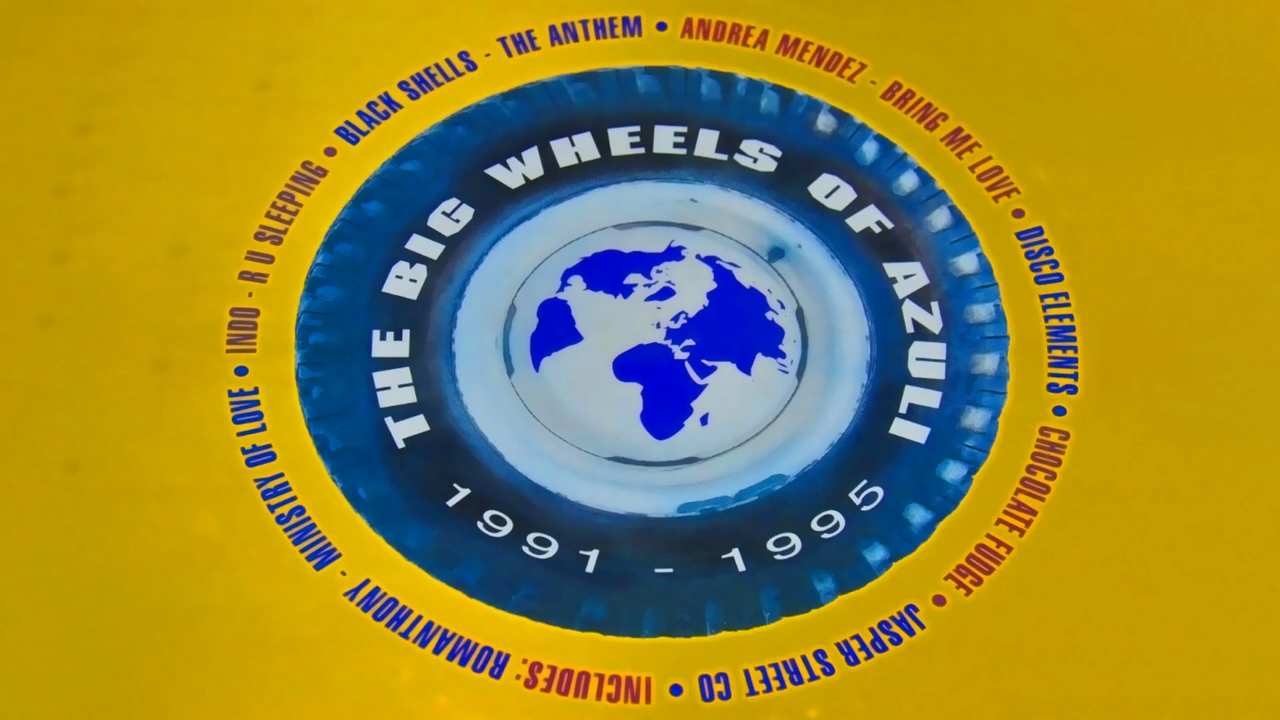 THE BIG WHEELS OF AZULI
1991 - 1995
INCLUDES: ROMANTHONY - MINISTRY OF LOVE • INDO - R U SLEEPING • BLACK SHELLS - THE ANTHEM • ANDREA MENDEZ - BRING ME LOVE • DISCO ELEMENTS • CHOCOLATE FUDGE • JASPER STREET CO •